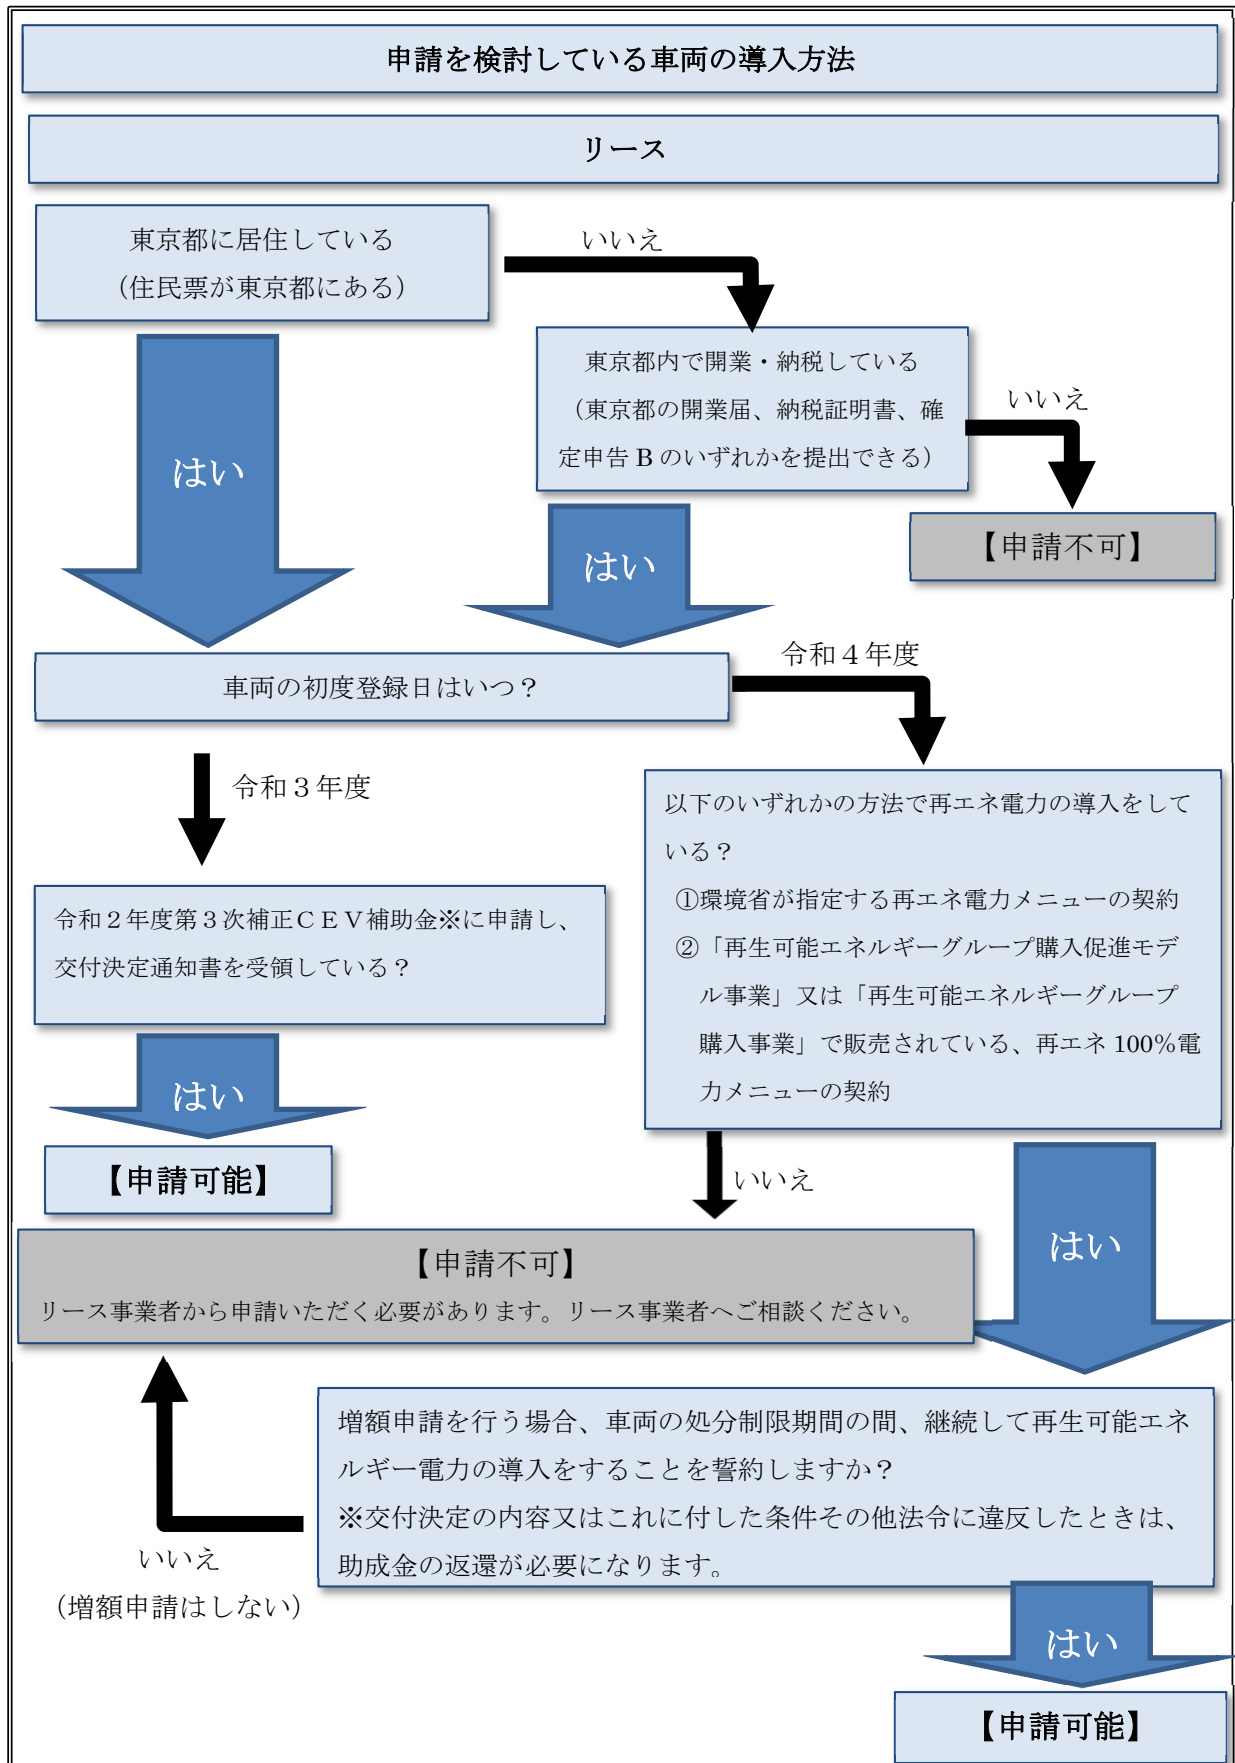 申請を検討している車両の導入方法
リース
東京都に居住している
（住民票が東京都にある）
いいえ
東京都内で開業・納税している
（東京都の開業届、納税証明書、確
定申告 B のいずれかを提出できる）
いいえ
【申請不可】
はい
はい
車両の初度登録日はいつ？
令和４年度
令和３年度
以下のいずれかの方法で再エネ電力の導入をして
いる？
①環境省が指定する再エネ電力メニューの契約
②「再生可能エネルギーグループ購入促進モデ
ル事業」又は「再生可能エネルギーグループ
購入事業」で販売されている、再エネ 100％電
力メニューの契約
令和２年度第３次補正ＣＥＶ補助金※に申請し、
交付決定通知書を受領している？
はい
【申請可能】
いいえ
はい
【申請不可】
リース事業者から申請いただく必要があります。リース事業者へご相談ください。
増額申請を行う場合、車両の処分制限期間の間、継続して再生可能エネ
ルギー電力の導入をすることを誓約しますか？
※交付決定の内容又はこれに付した条件その他法令に違反したときは、
助成金の返還が必要になります。
いいえ
（増額申請はしない）
はい
【申請可能】